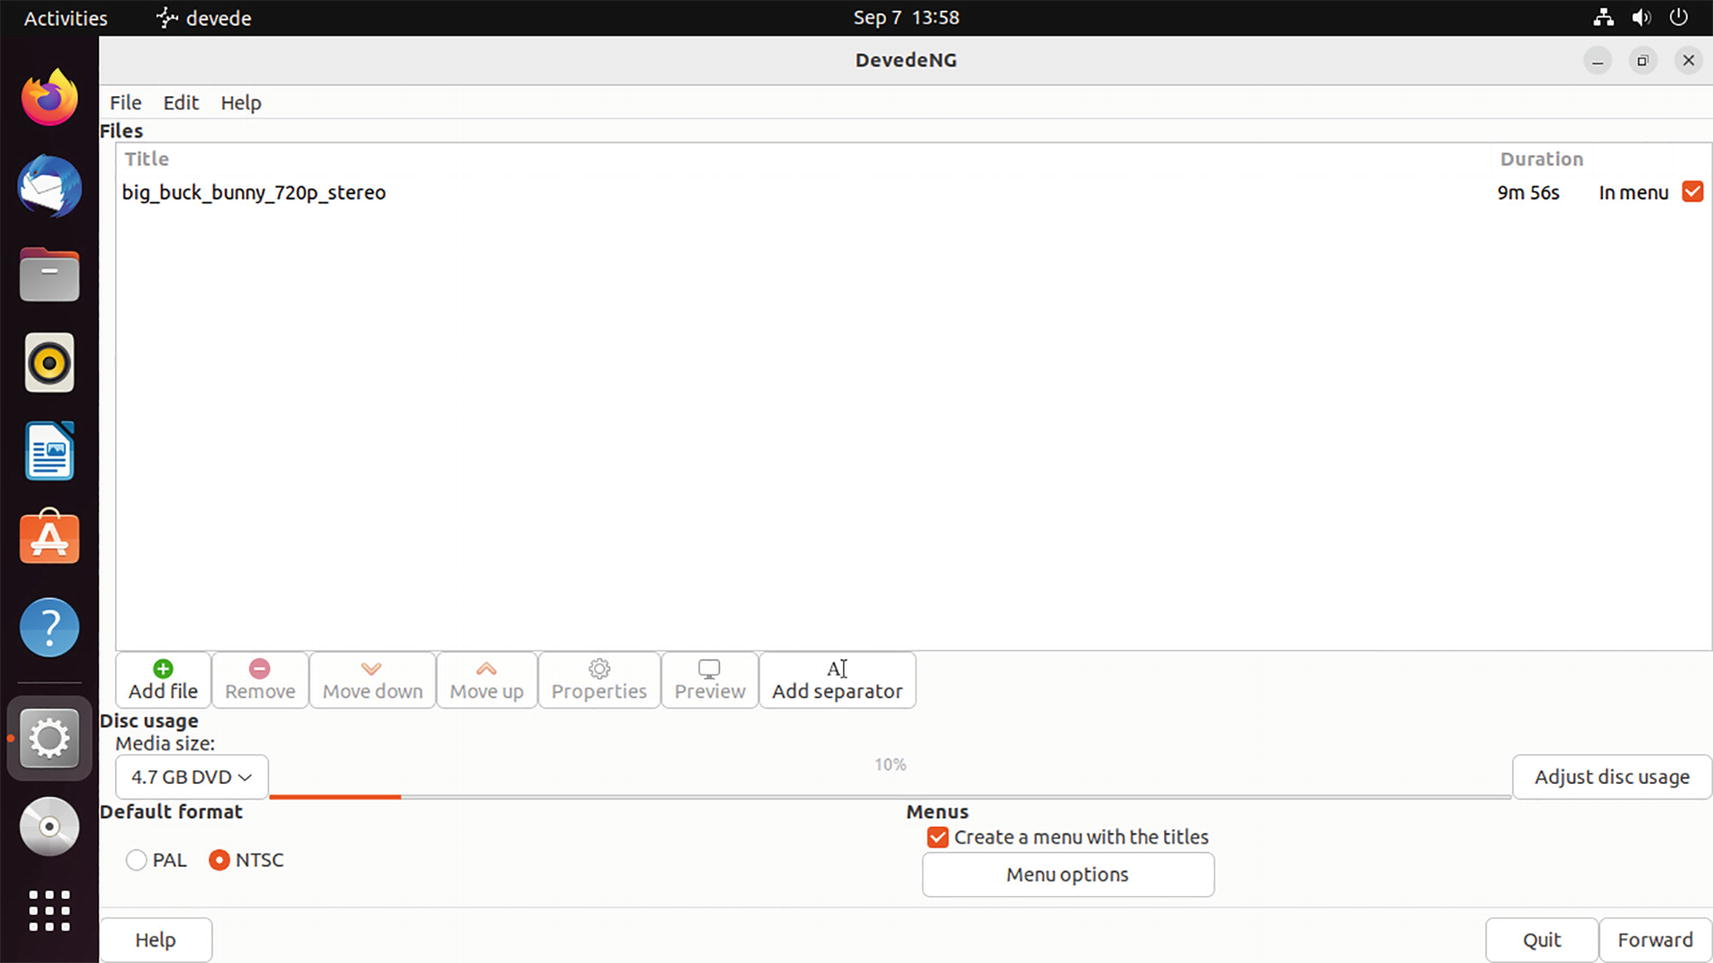 Activities devede Sep 7 13:58
DevedeNG
File Edit Help
Files
Title Duration
big_buck_bunny_720p_stereo 9m 56s In menu
Add file Remove Move down Move up Properties Preview Add separator
Disc usage
Media size:
4.7 GB DVD 10% Adjust disc usage
Default format Menus
Create a menu with the titles
PAL NTSC
Menu options
Help Quit Forward